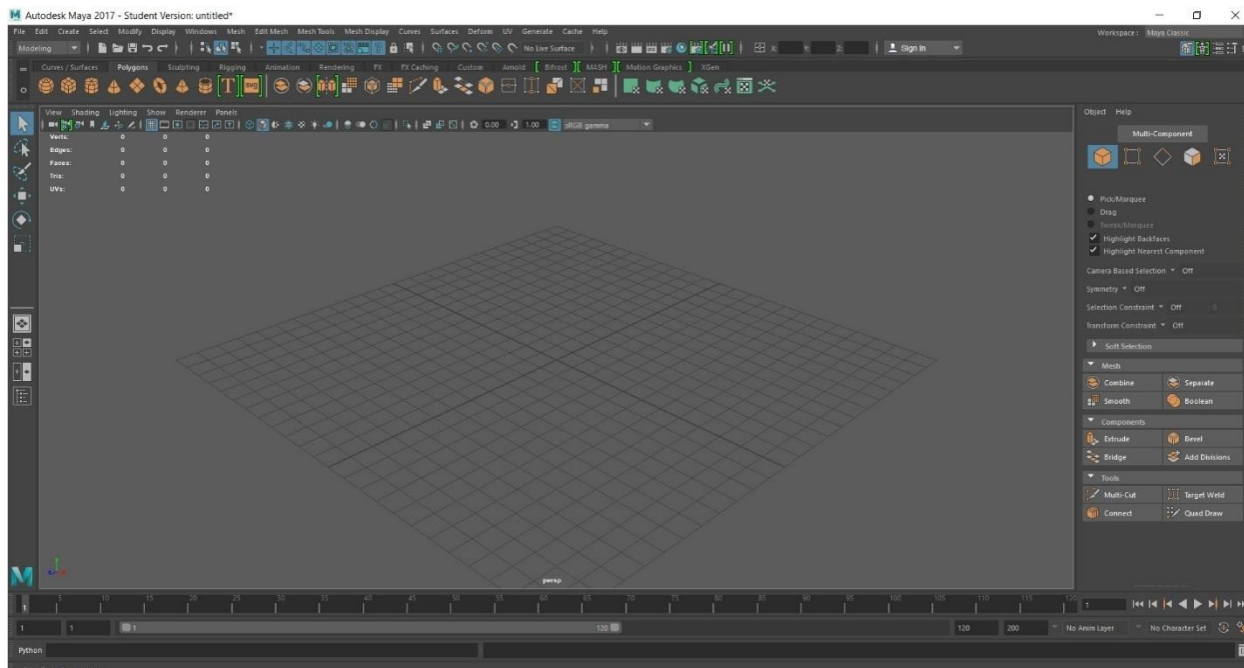 Autodesk Maya 2017 - Student Version: untitled*
File Edit Create Select Modify Display Windows Mesh Edit Mesh Mesh Tools Mesh Display Curves Surfaces Deform UV Generate Cache Help
Workspace: Maya Classic
Modeling No Live Surface X: Y: Z: Sign In
Curves / Surfaces Polygons Sculpting Rigging Animation Rendering FX FX Caching Custom Arnold Bifrost MASH Motion Graphics XGen
T SVG
View Shading Lighting Show Renderer Panels
0.00 1.00 sRGB gamma
Verts: 0 0 0
Edges: 0 0 0
Faces: 0 0 0
Tris: 0 0 0
UVs: 0 0 0
persp
Object Help
Multi-Component
Pick/Marquee
Drag
Tweak/Marquee
Highlight Backfaces
Highlight Nearest Component
Camera Based Selection Off
Symmetry Off
Selection Constraint Off
Transform Constraint Off
Soft Selection
Mesh
Combine Separate
Smooth Boolean
Components
Extrude Bevel
Bridge Add Divisions
Tools
Multi-Cut Target Weld
Connect Quad Draw
1 5 10 15 20 25 30 35 40 45 50 55 60 65 70 75 80 85 90 95 100 105 110 115 120 1
1 1 1 120 120 200 No Anim Layer No Character Set
Python